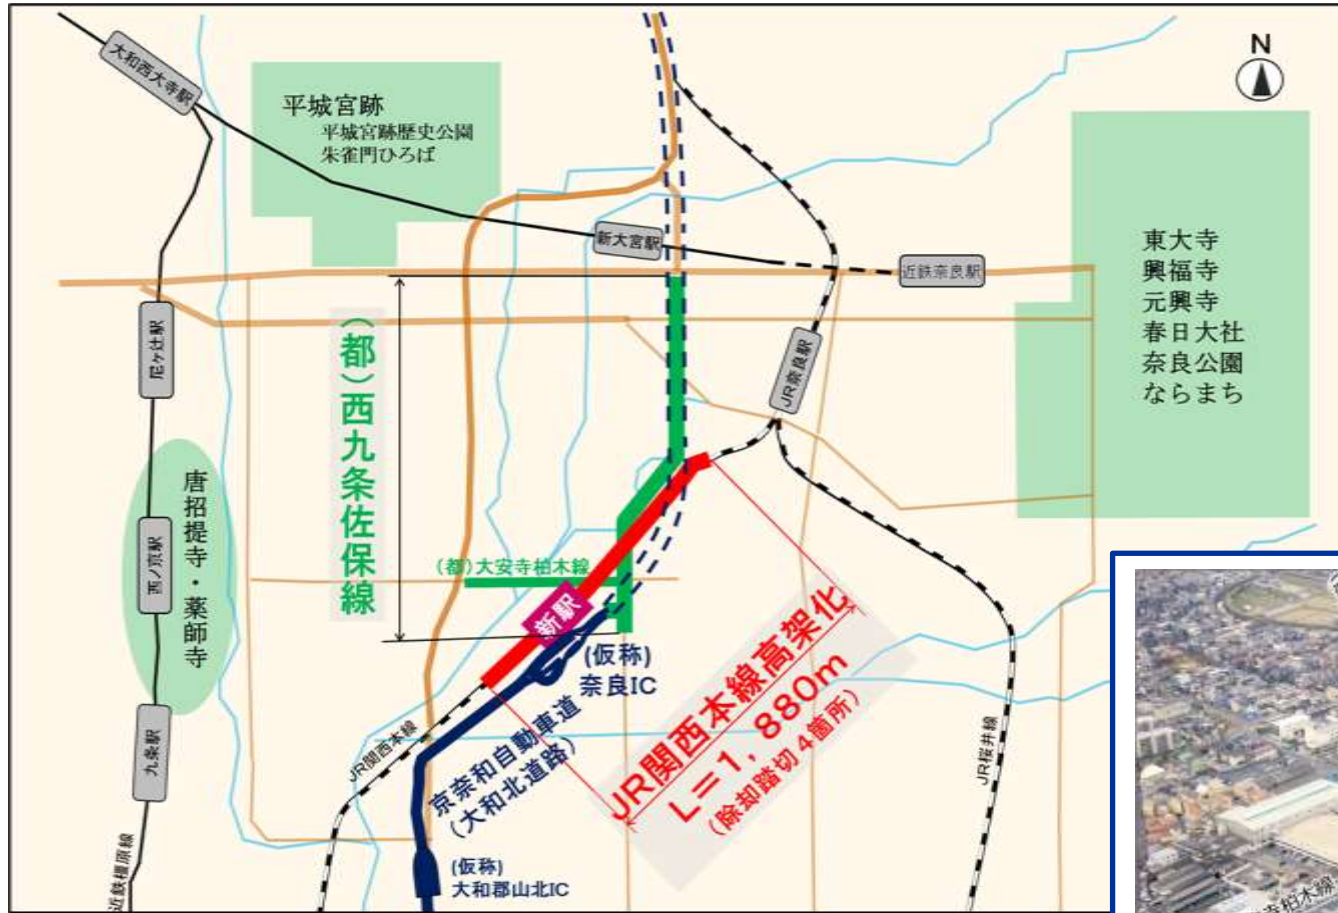 N
大和西大寺駅
平城宮跡
平城宮跡歴史公園
朱雀門ひろば
新大宮駅
近鉄奈良駅
東大寺
興福寺
元興寺
春日大社
奈良公園
ならまち
尼ヶ辻駅
(都)西九条佐保線
JR奈良駅
唐招提寺・薬師寺
西ノ京駅
(都)大安寺柏木線
新駅
(仮称)
奈良IC
JR関西本線高架化
L=1,880m
(除却踏切4箇所)
九条駅
JR関西本線
京奈和自動車道
(大和北道路)
JR桜井線
(仮称)
大和郡山北IC
近鉄橿原線
寺柏木線